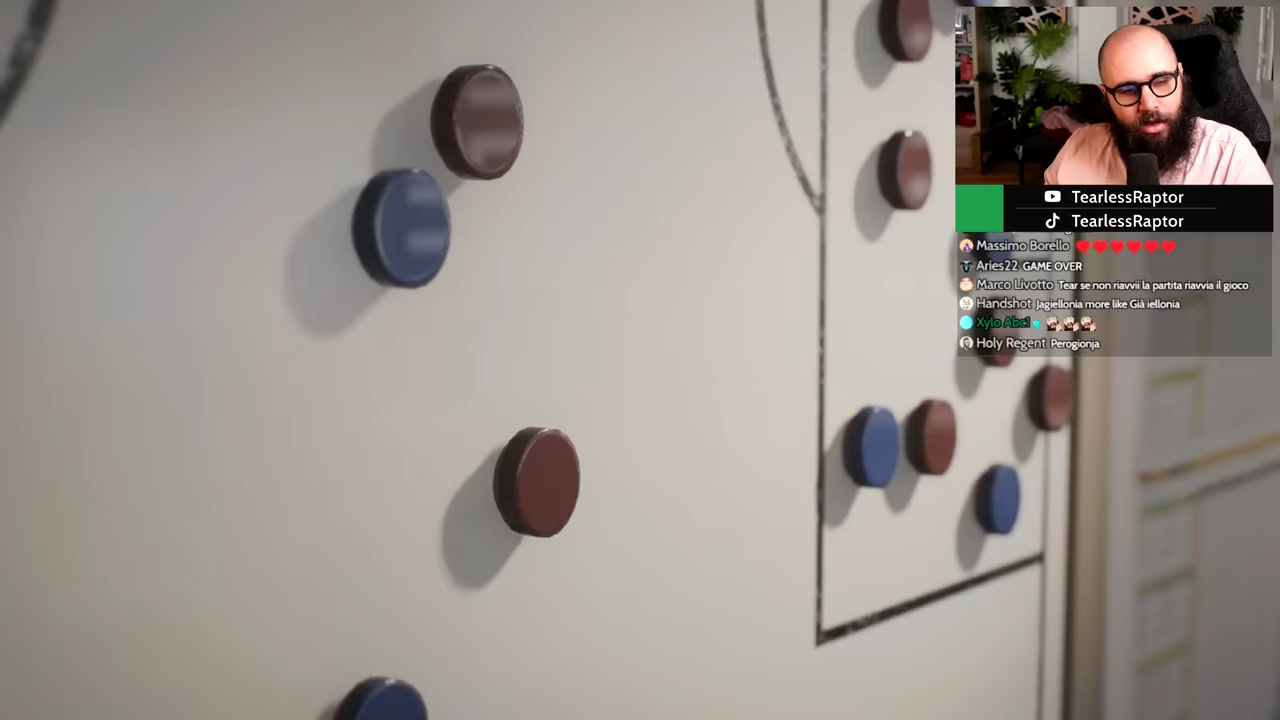 TearlessRaptor
TearlessRaptor
Massimo Borello
Aries22 GAME OVER
Marco Livotto Tear se non riavvii la partita riavvia il gioco
Handshot Jagiellonia more like Già iellonia
Xylo Abc1
Holy Regent Perogionja